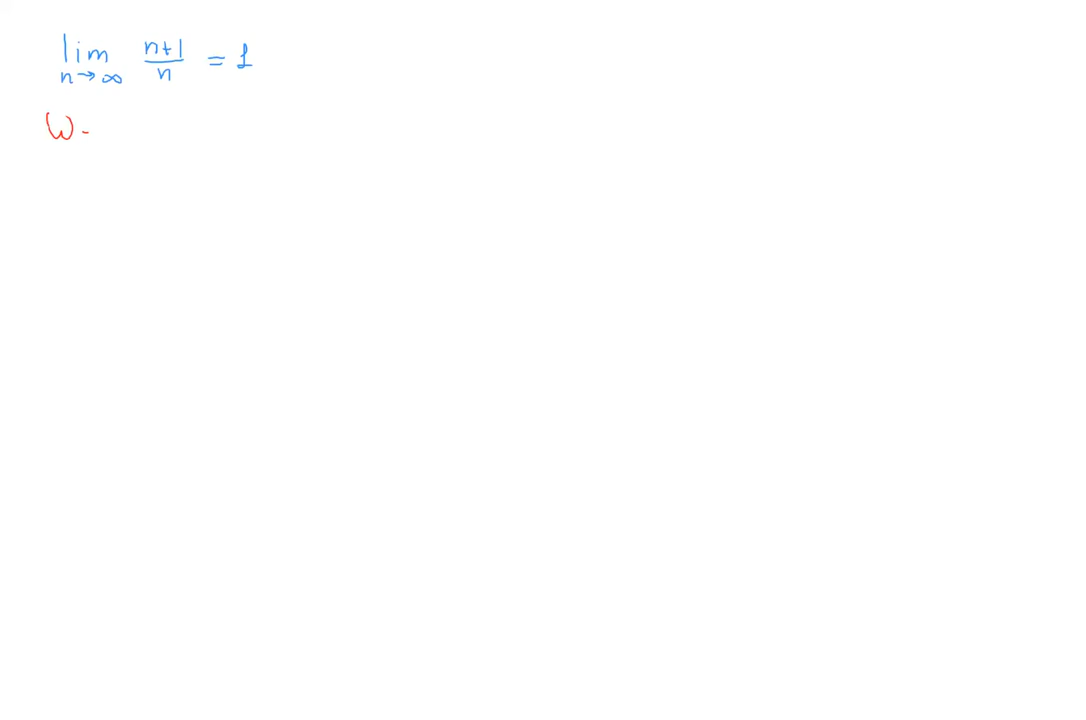 lim n→∞ n+1/n = 1
W